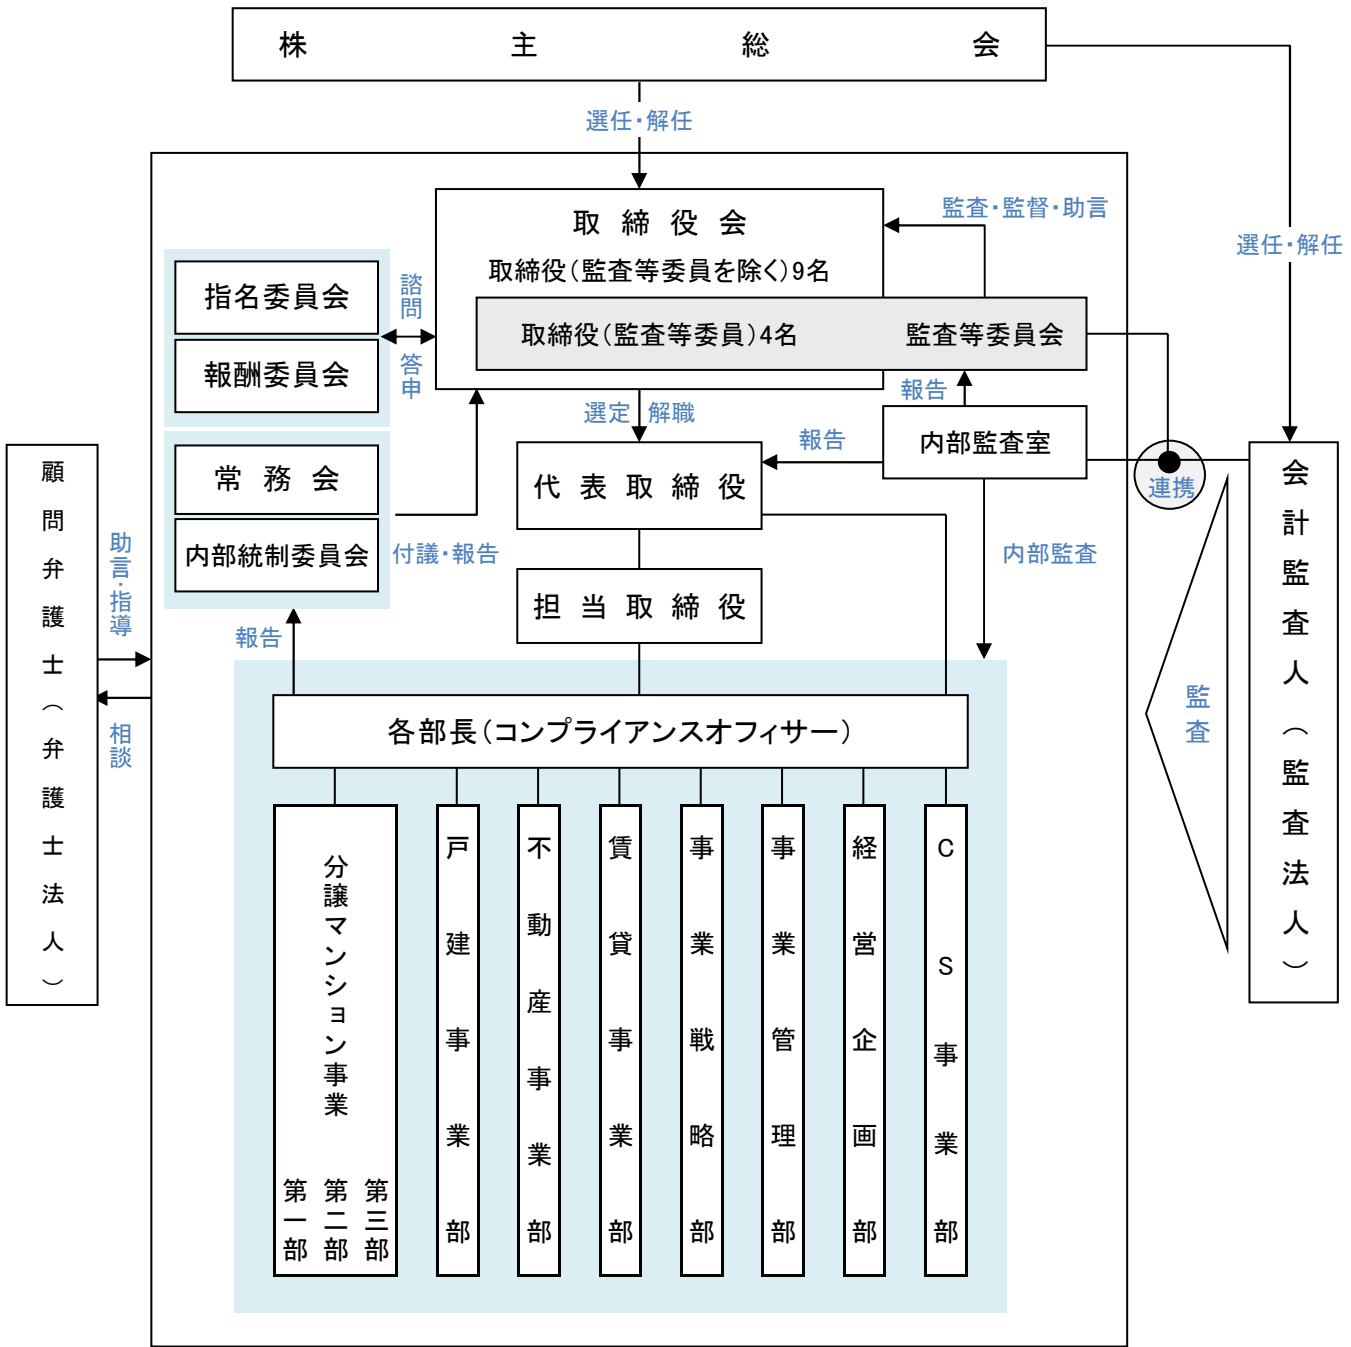 株主総会
選任・解任
選任・解任
取締役会
取締役(監査等委員を除く)9名
監査・監督・助言
取締役(監査等委員)4名 監査等委員会
指名委員会
報酬委員会
諮問
答申
選定 解職
報告
報告
内部監査室
代表取締役
常務会
内部統制委員会
付議・報告
連携
内部監査
担当取締役
報告
顧問弁護士(弁護士法人)
助言・指導
相談
会計監査人(監査法人)
監査
各部長(コンプライアンスオフィサー)
分譲マンション事業
第一部
第二部
第三部
戸建事業部
不動産事業部
賃貸事業部
事業戦略部
事業管理部
経営企画部
CS事業部